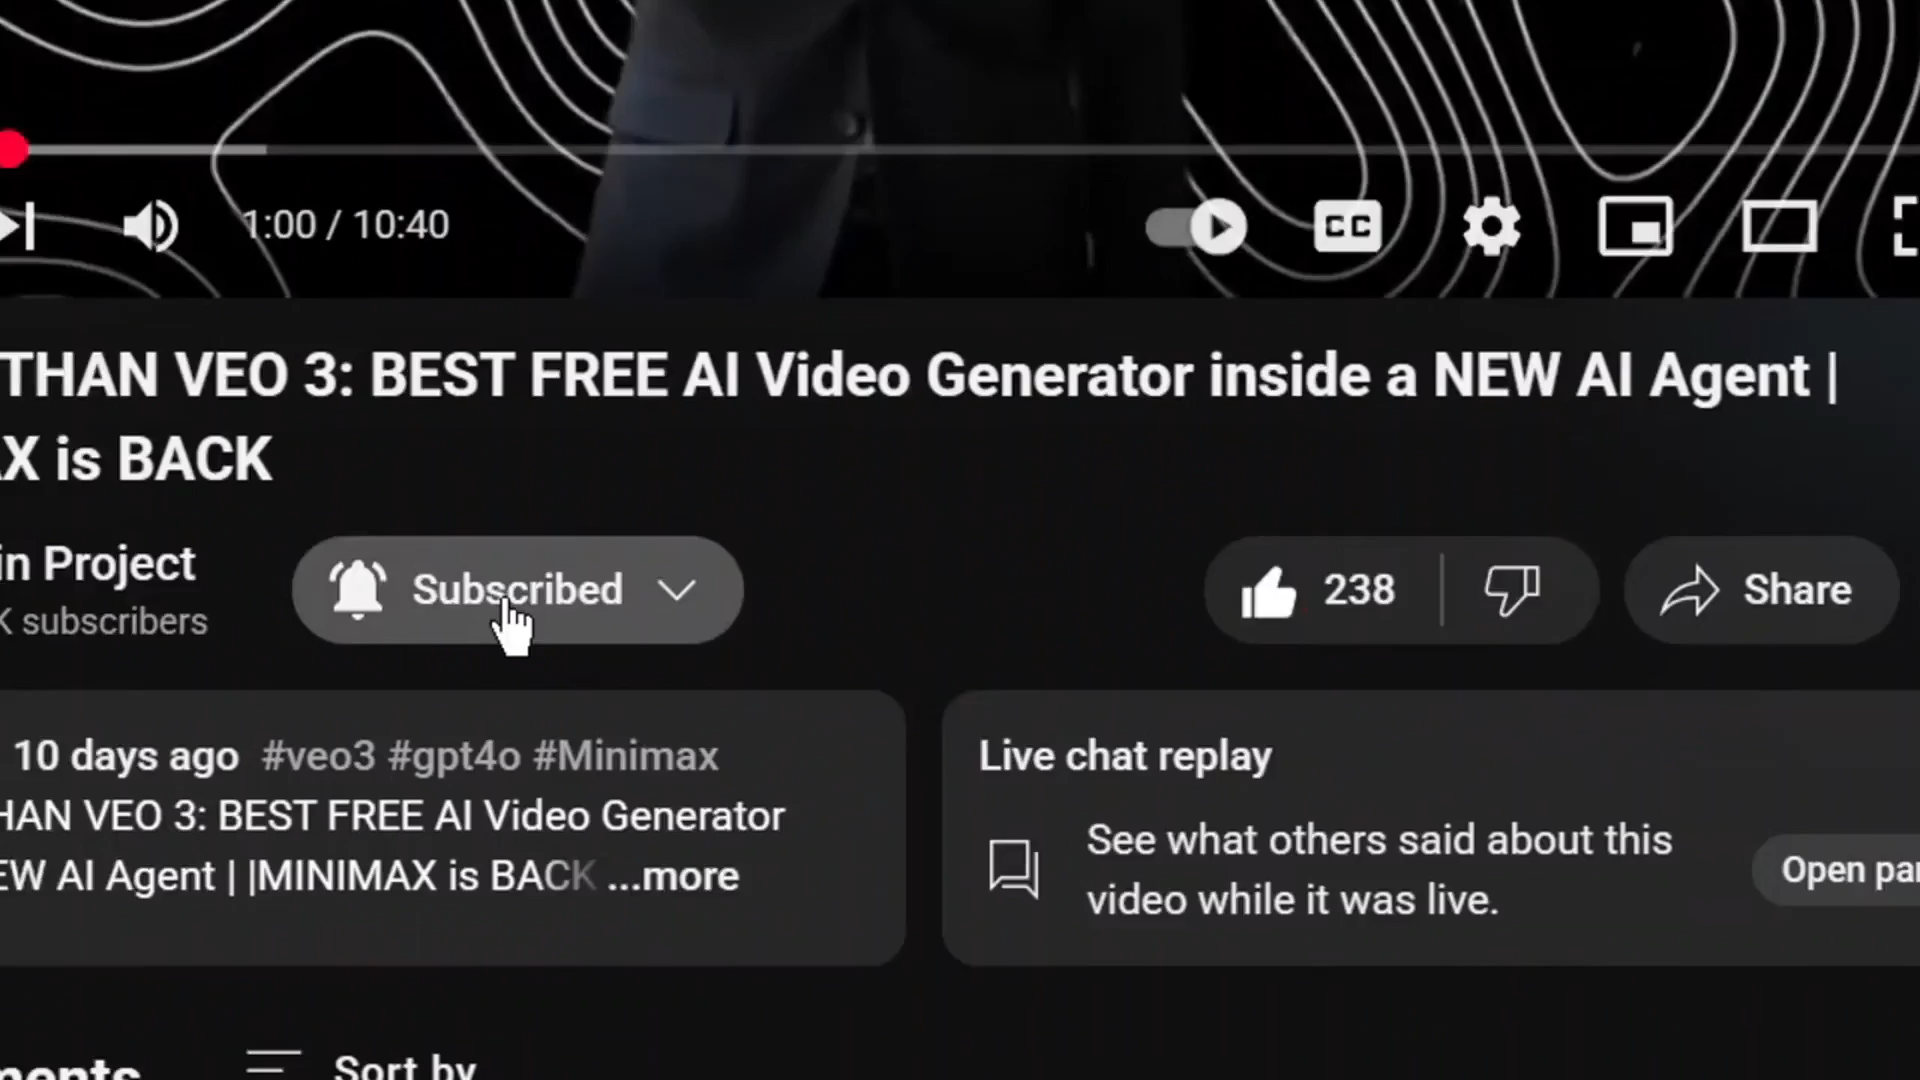 1:00 / 10:40
CC
THAN VEO 3: BEST FREE AI Video Generator inside a NEW AI Agent |
X is BACK
in Project
Subscribed
238
Share
K subscribers
10 days ago #veo3 #gpt4o #Minimax
HAN VEO 3: BEST FREE AI Video Generator
EW AI Agent | |MINIMAX is BACK ...more
Live chat replay
See what others said about this
video while it was live.
Open pan
ments
Sort by